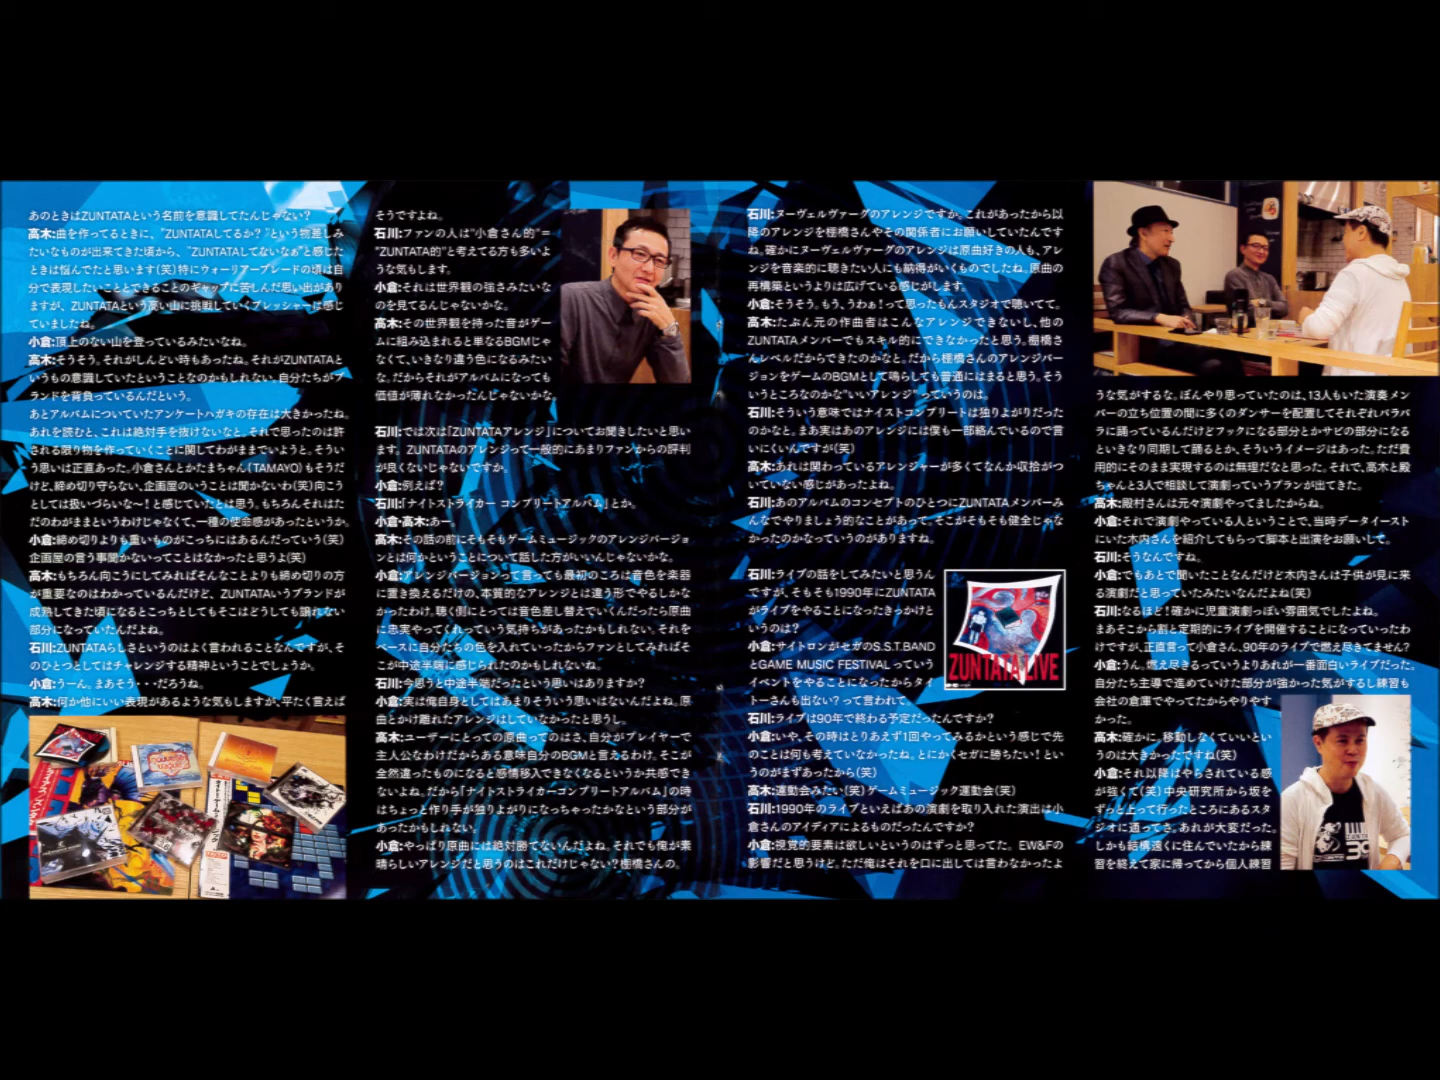 あのときはZUNTATAという名前を意識してたんじゃない?
高木:曲を作ってるときに、“ZUNTATAしてるか?”という物差しみ
たいなものが出来てきた頃から、“ZUNTATAしてないなぁ”と感じた
ときは悩んでたと思います(笑)特にウォーリアーブレードの頃は自
分で表現したいこととできることのギャップに苦しんだ思い出があり
ますが、ZUNTATAという高い山に挑戦していくプレッシャーは感じ
ていましたね。
小倉:頂上のない山を登っているみたいなね。
高木:そうそう。それがしんどい時もあったね。それがZUNTATAと
いうもの意識していたということなのかもしれない。自分たちがブ
ランドを背負っているんだという。
あとアルバムについていたアンケートハガキの存在は大きかったね。
あれを読むと、これは絶対手を抜けないなと。それで思ったのは許
される限り物を作っていくことに関してわがままでいようと。そうい
う思いは正直あった。小倉さんとかたまちゃん(TAMAYO)もそうだ
けど、締め切り守らない、企画屋のいうことは聞かないわ(笑)向こう
としては扱いづらいな〜!と感じていたとは思う。もちろんそれはた
だのわがままというわけじゃなくて、一種の使命感があったというか。
小倉:締め切りよりも重いものがこっちにはあるんだっていう(笑)
企画屋の言う事聞かないってことはなかったと思うよ(笑)
高木:もちろん向こうにしてみればそんなことよりも締め切りの方
が重要なのはわかっているんだけど、ZUNTATAいうブランドが
成熟してきた頃になるとこっちとしてもそこはどうしても譲れない
部分になっていたんだよね。
石川:ZUNTATAらしさというのはよく言われることなんですが、そ
のひとつとしてはチャレンジする精神ということでしょうか。
小倉:うーん。まあそう・・・だろうね。
高木:何か他にいい表現があるような気もしますが、平たく言えば
そうですよね。
石川:ファンの人は“小倉さん的”=
“ZUNTATA的”と考えてる方も多いよ
うな気もします。
小倉:それは世界観の強さみたいな
のを見てるんじゃないかな。
高木:その世界観を持った音がゲー
ムに組み込まれると単なるBGMじゃ
なくて、いきなり違う色になるみたい
な。だからそれがアルバムになっても
価値が薄れなかったんじゃないかな。
石川:では次は「ZUNTATAアレンジ」についてお聞きしたいと思い
ます。ZUNTATAのアレンジって一般的にあまりファンからの評判
が良くないじゃないですか。
小倉:例えば?
石川:「ナイトストライカー コンプリートアルバム」とか。
小倉・高木:あー。
高木:その話の前にそもそもゲームミュージックのアレンジバージョ
ンとは何かということについて話した方がいいんじゃないかな。
小倉:アレンジバージョンって言っても最初のころは音色を楽器
に置き換えるだけの、本質的なアレンジとは違う形でやるしかな
かったわけ。聴く側にとっては音色差し替えでいくんだったら原曲
に忠実やってくれっていう気持ちがあったかもしれない。それを
ベースに自分たちの色を入れていったからファンとしてみればそ
こが中途半端に感じられたのかもしれないね。
石川:今思うと中途半端だったという思いはありますか?
小倉:実は俺自身としてはあまりそういう思いはないんだよね。原
曲とかけ離れたアレンジはしていなかったと思うし。
高木:ユーザーにとっての原曲ってのはさ、自分がプレイヤーで
主人公なわけだからある意味自分のBGMと言えるわけ。そこが
全然違ったものになると感情移入できなくなるというか共感でき
ないよね。だから「ナイトストライカーコンプリートアルバム」の時
はちょっと作り手が独りよがりになっちゃったかなという部分が
あったかもしれない。
小倉:やっぱり原曲には絶対勝てないんだよね。それでも俺が素
晴らしいアレンジだと思うのはこれだけじゃない?棚橋さんの。
石川:ヌーヴェルヴァーグのアレンジですか。これがあったから以
降のアレンジを棚橋さんやその関係者にお願いしていたんです
ね。確かにヌーヴェルヴァーグのアレンジは原曲好きの人も、アレ
ンジを音楽的に聴きたい人にも納得がいくものでしたね。原曲の
再構築というよりは広げている感じがします。
小倉:そうそう。もう、うわぁ!って思ったもんスタジオで聴いてて。
高木:たぶん元の作曲者はこんなアレンジできないし、他の
ZUNTATAメンバーでもスキル的にできなかったと思う。棚橋さ
んレベルだからできたのかなと。だから棚橋さんのアレンジバー
ジョンをゲームのBGMとして鳴らしても普通にはまると思う。そう
いうところなのかな“いいアレンジ”っていうのは。
石川:そういう意味ではナイストコンプリートは独りよがりだった
のかなと。まあ実はあのアレンジには僕も一部絡んでいるので言
いにくいんですが(笑)
高木:あれは関わっているアレンジャーが多くてなんか収拾がつ
いていない感じがあったよね。
石川:あのアルバムのコンセプトのひとつにZUNTATAメンバーみ
んなでやりましょう的なことがあって、そこがそもそも健全じゃな
かったのかなっていうのがありますね。
石川:ライブの話をしてみたいと思うん
ですが、そもそも1990年にZUNTATA
がライブをやることになったきっかけと
いうのは?
小倉:サイトロンがセガのS.S.T.BAND
とGAME MUSIC FESTIVALっていう
イベントをやることになったからタイ
トーさんも出ない?って言われて。
石川:ライブは90年で終わる予定だったんですか?
小倉:いや、その時はとりあえず1回やってみるかという感じで先
のことは何も考えていなかったね。とにかくセガに勝ちたい!とい
うのがまずあったから(笑)
高木:運動会みたい(笑)ゲームミュージック運動会(笑)
石川:1990年のライブといえばあの演劇を取り入れた演出は小
倉さんのアイディアによるものだったんですか?
小倉:視覚的要素は欲しいというのはずっと思ってた。EW&Fの
影響だと思うけど。ただ俺はそれを口に出しては言わなかったよ
ZUNTATA LIVE
うな気がするな。ぼんやり思っていたのは、13人もいた演奏メン
バーの立ち位置の間に多くのダンサーを配置してそれぞれバラバ
ラに踊っているんだけどフックになる部分とかサビの部分になる
といきなり同期して踊るとか、そういうイメージはあった。ただ費
用的にそのまま実現するのは無理だなと思った。それで、高木と殿
ちゃんと3人で相談して演劇っていうプランが出てきた。
高木:殿村さんは元々演劇やってましたからね。
小倉:それで演劇やっている人ということで、当時データイースト
にいた木内さんを紹介してもらって脚本と出演をお願いして。
石川:そうなんですね。
小倉:でもあとで聞いたことなんだけど木内さんは子供が見に来
る演劇だと思っていたみたいなんだよね(笑)
石川:なるほど!確かに児童演劇っぽい雰囲気でしたよね。
まあそこから割と定期的にライブを開催することになっていったわ
けですが、正直言って小倉さん、90年のライブで燃え尽きてません?
小倉:うん。燃え尽きるっていうよりあれが一番面白いライブだった。
自分たち主導で進めていけた部分が強かった気がするし練習も
会社の倉庫でやってたからやりやす
かった。
高木:確かに。移動しなくていいとい
うのは大きかったですね(笑)
小倉:それ以降はやらされている感
が強くて(笑)中央研究所から坂を
ずっと上って行ったところにあるスタ
ジオに通ってさ。あれが大変だった。
しかも結構遠くに住んでいたから練
習を終えて家に帰ってから個人練習